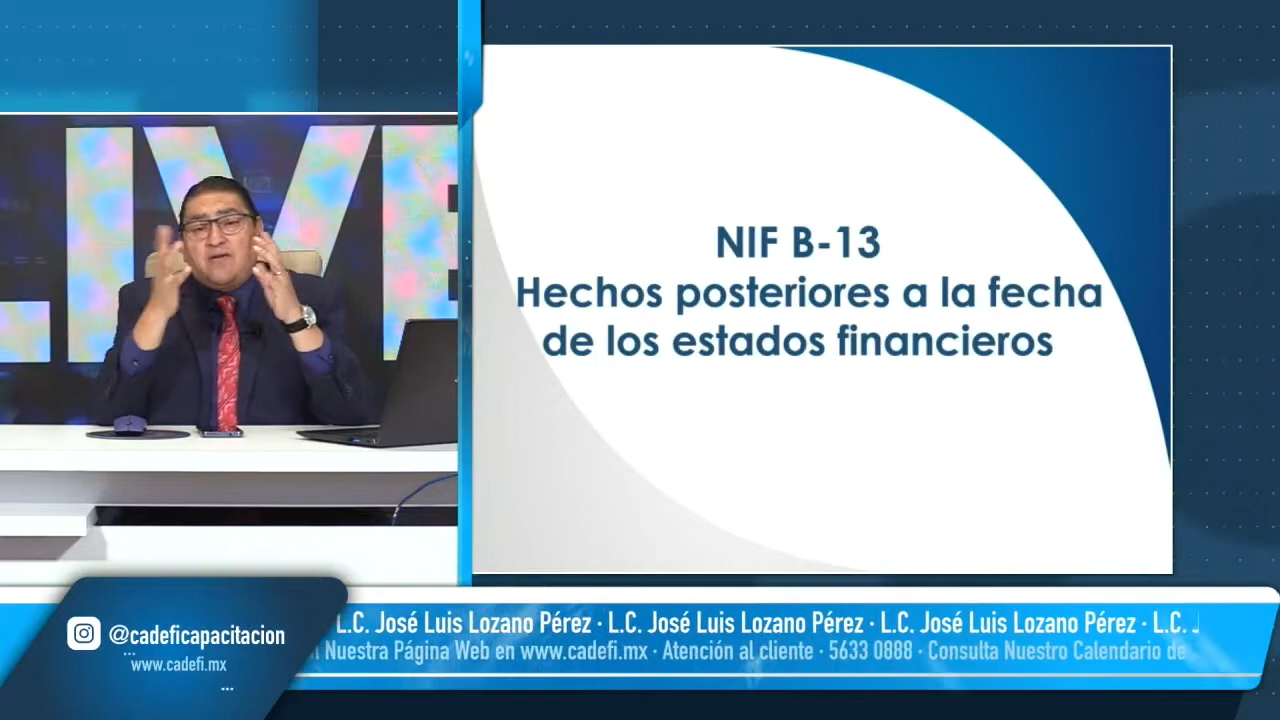 LIVE
NIF B-13
Hechos posteriores a la fecha
de los estados financieros
@cadeficapacitacion
www.cadefi.mx
L.C. José Luis Lozano Pérez · L.C. José Luis Lozano Pérez · L.C. José Luis Lozano Pérez · L.C. J
Nuestra Página Web en www.cadefi.mx · Atención al cliente · 5633 0888 · Consulta Nuestro Calendario de